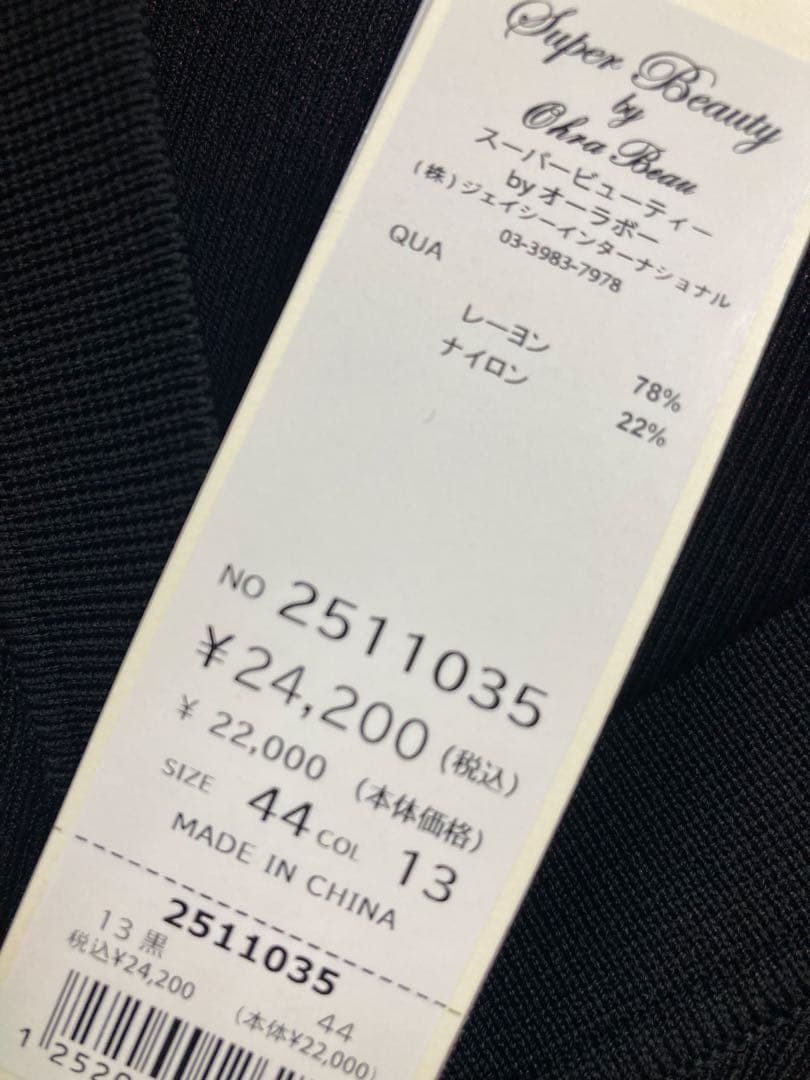 Super Beauty
by
Ohra Beau
スーパービューティー
byオーラボー
(株)ジェイシーインターナショナル
03-3983-7978
QUA
レーヨン 78%
ナイロン 22%
NO 2511035
¥24,200(税込)
¥ 22,000 (本体価格)
SIZE 44 COL 13
MADE IN CHINA
2511035
13黒 44
税込¥24,200 (本体¥22,000)
1 2520